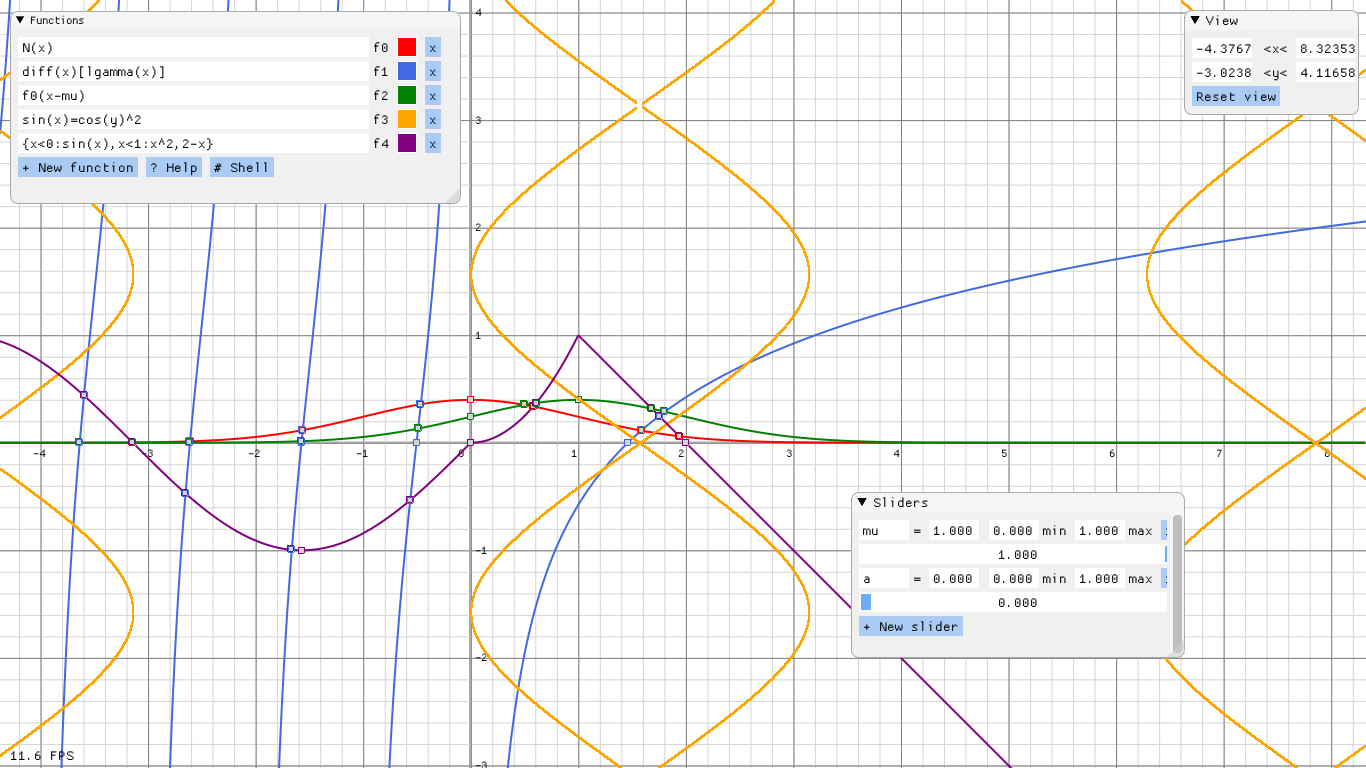 Functions
N(x) f0 x
diff(x)[lgamma(x)] f1 x
f0(x-mu) f2 x
sin(x)=cos(y)^2 f3 x
{x<0:sin(x),x<1:x^2,2-x} f4 x
+ New function ? Help # Shell
View
-4.3767 <x< 8.32353
-3.0238 <y< 4.11658
Reset view
4
3
2
1
-4 -3 -2 -1 0 1 2 3 4 5 6 7 8
-1
-2
-3
Sliders
mu = 1.000 0.000 min 1.000 max
1.000
a = 0.000 0.000 min 1.000 max
0.000
+ New slider
11.6 FPS